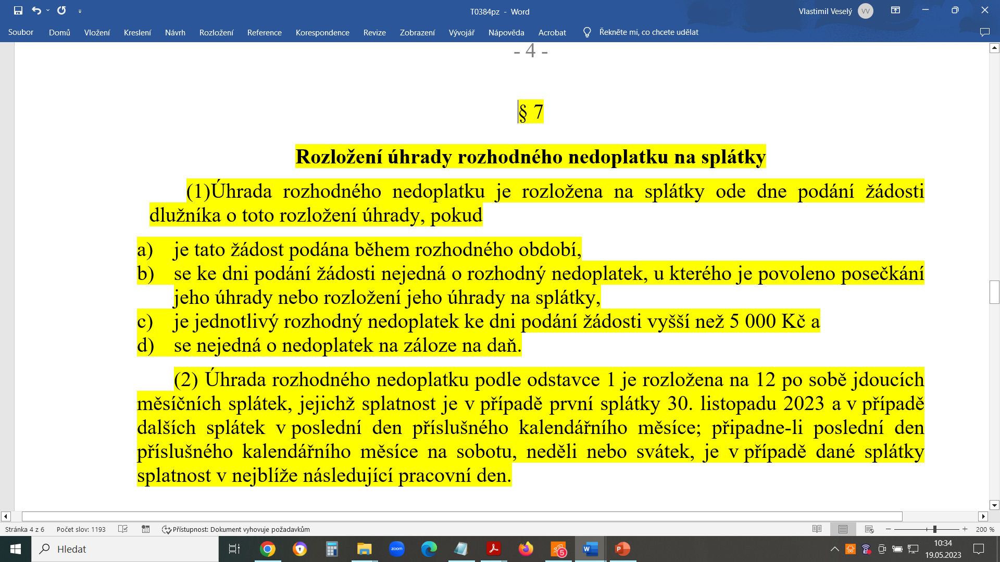 T0384pz - Word
Vlastimil Veselý VV
Soubor Domů Vložení Kreslení Návrh Rozložení Reference Korespondence Revize Zobrazení Vývojář Nápověda Acrobat Řekněte mi, co chcete udělat
- 4 -
§ 7
Rozložení úhrady rozhodného nedoplatku na splátky
(1)Úhrada rozhodného nedoplatku je rozložena na splátky ode dne podání žádosti
dlužníka o toto rozložení úhrady, pokud
a) je tato žádost podána během rozhodného období,
b) se ke dni podání žádosti nejedná o rozhodný nedoplatek, u kterého je povoleno posečkání
jeho úhrady nebo rozložení jeho úhrady na splátky,
c) je jednotlivý rozhodný nedoplatek ke dni podání žádosti vyšší než 5 000 Kč a
d) se nejedná o nedoplatek na záloze na daň.
(2) Úhrada rozhodného nedoplatku podle odstavce 1 je rozložena na 12 po sobě jdoucích
měsíčních splátek, jejichž splatnost je v případě první splátky 30. listopadu 2023 a v případě
dalších splátek v poslední den příslušného kalendářního měsíce; připadne-li poslední den
příslušného kalendářního měsíce na sobotu, neděli nebo svátek, je v případě dané splátky
splatnost v nejblíže následující pracovní den.
Stránka 4 z 6 Počet slov: 1193 Přístupnost: Dokument vyhovuje požadavkům 200 %
Hledat
zoom
5
W
P
10:34
19.05.2023